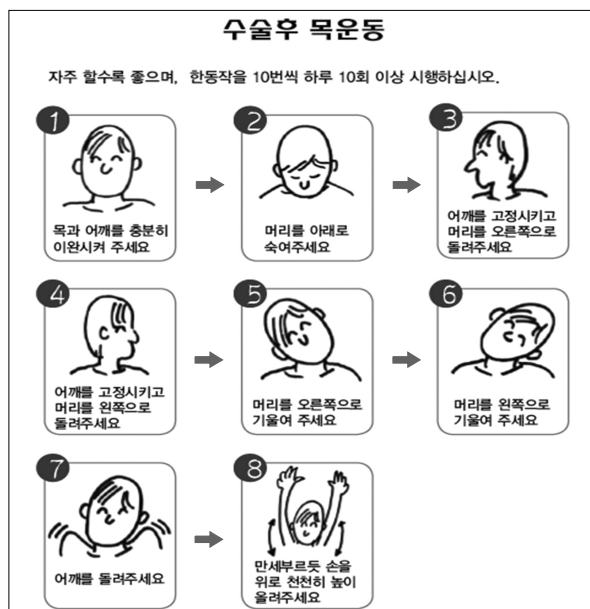 수술후 목운동
자주 할수록 좋으며, 한동작을 10번씩 하루 10회 이상 시행하십시오.
1
목과 어깨를 충분히
이완시켜 주세요
2
머리를 아래로
숙여주세요
3
어깨를 고정시키고
머리를 오른쪽으로
돌려주세요
4
어깨를 고정시키고
머리를 왼쪽으로
돌려주세요
5
머리를 오른쪽으로
기울여 주세요
6
머리를 왼쪽으로
기울여 주세요
7
어깨를 돌려주세요
8
만세부르듯 손을
위로 천천히 높이
올려주세요